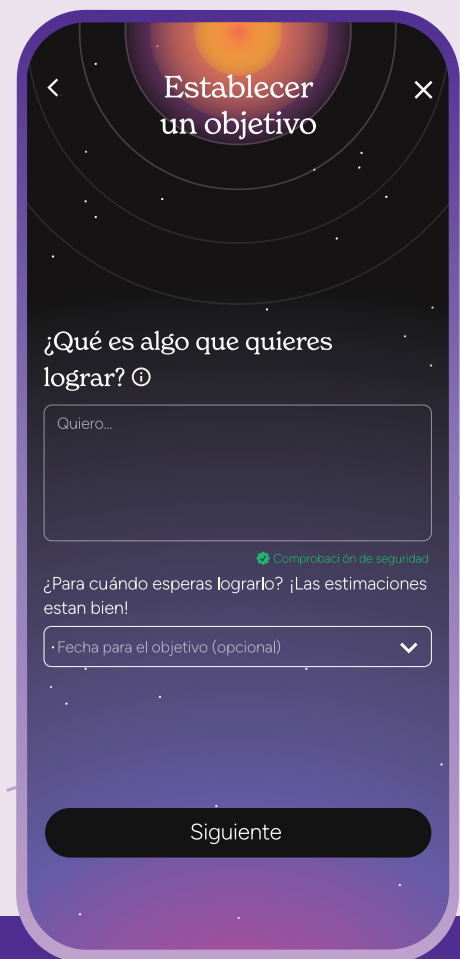 Establecer
un objetivo
¿Qué es algo que quieres
lograr?
Quiero...
Comprobaci ón de seguridad
¿Para cuándo esperas lograrlo? ¡Las estimaciones
estan bien!
Fecha para el objetivo (opcional)
Siguiente